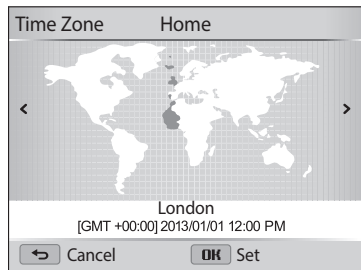 Time Zone Home
London
[GMT +00:00] 2013/01/01 12:00 PM
Cancel OK Set